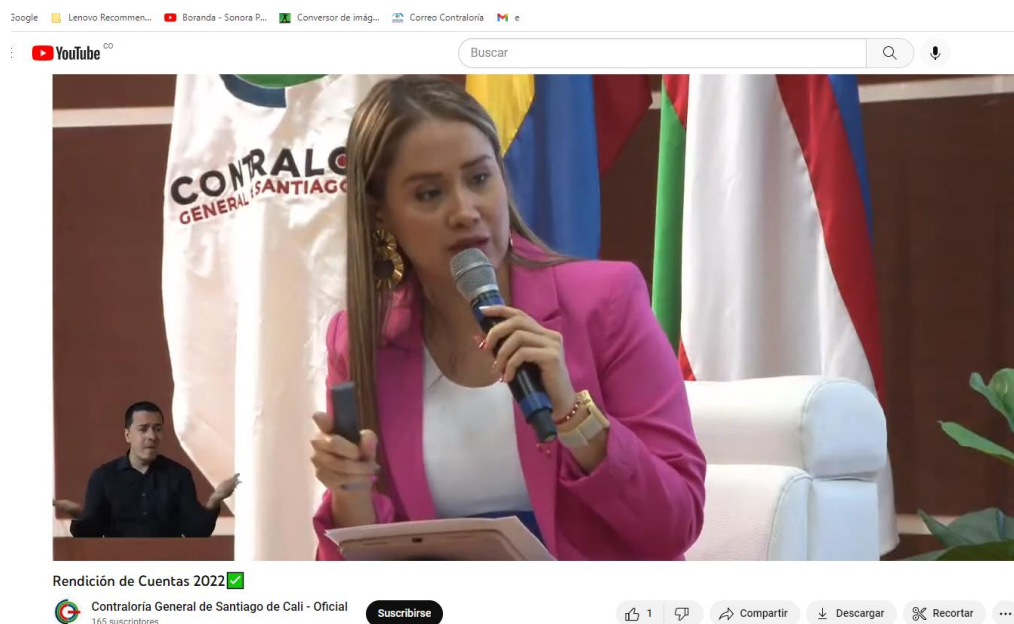 Google Lenovo Recommen... Boranda - Sonora P... Conversor de imág... Correo Contraloría e
YouTube CO
Buscar
CONTRALO
GENERAL SANTIAGO
Rendición de Cuentas 2022
Contraloría General de Santiago de Cali - Oficial
165 suscriptores
Suscribirse
1
Compartir
Descargar
Recortar